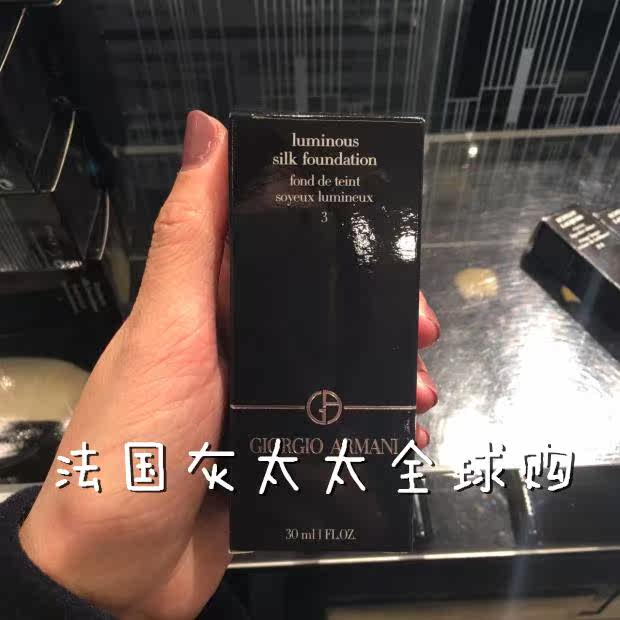 luminous
silk foundation
fond de teint
soyeux lumineux
3
GIORGIO ARMANI
法国灰太太全球购
30 ml 1 FL.OZ.